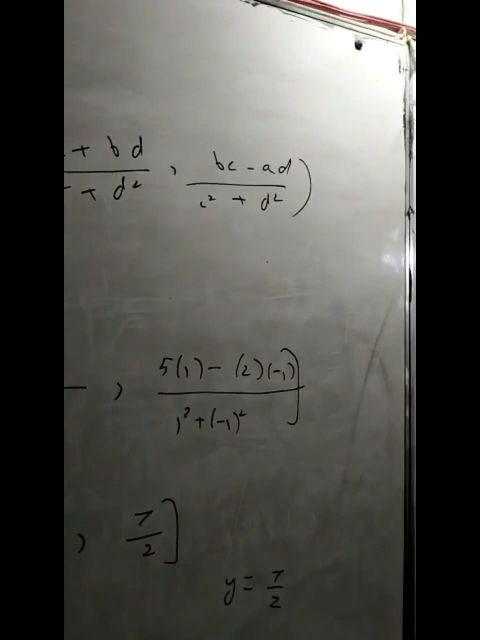 + bd , bc - ad )
+ d² c² + d²
, 5(1) - (2)(-1) ]
1² + (-1)²
, 7 ]
2
y = 7/2